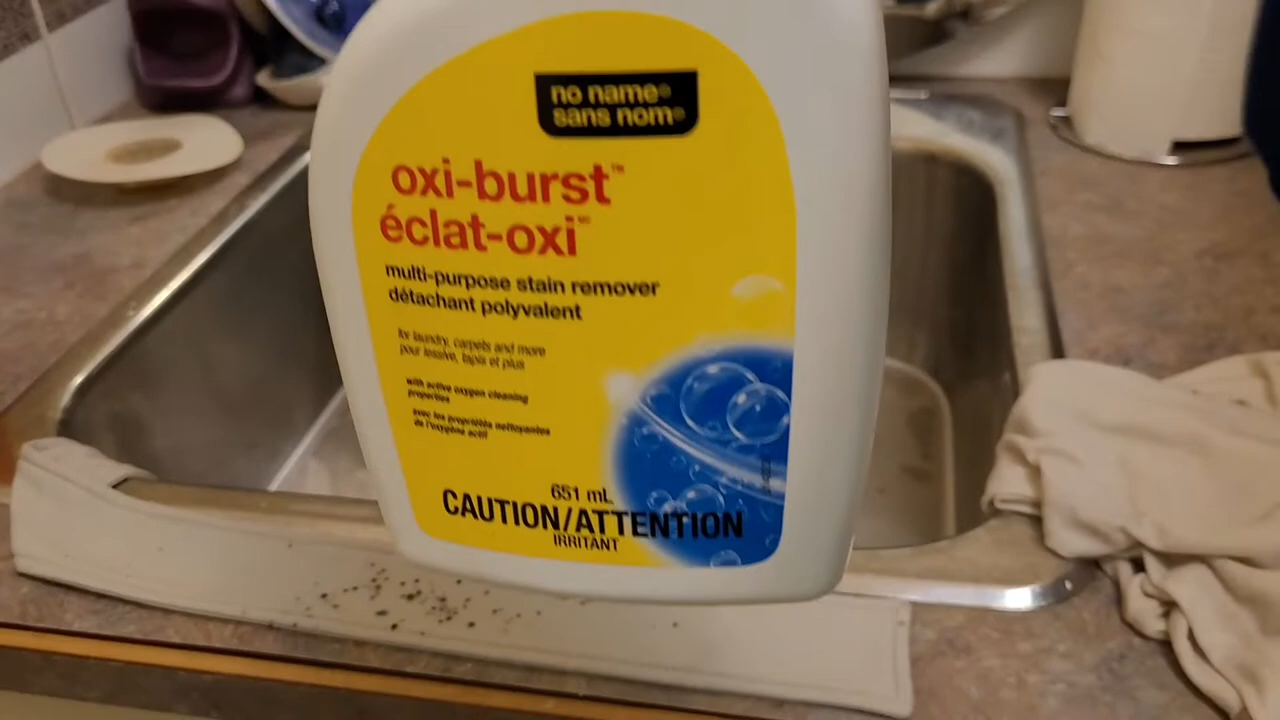 no name®
sans nom®
oxi-burst™
éclat-oxi
multi-purpose stain remover
détachant polyvalent
for laundry, carpets and more
pour lessive, tapis et plus
with active oxygen cleaning
properties
avec les propriétés nettoyantes
de l'oxygène actif
651 mL
CAUTION/ATTENTION
IRRITANT